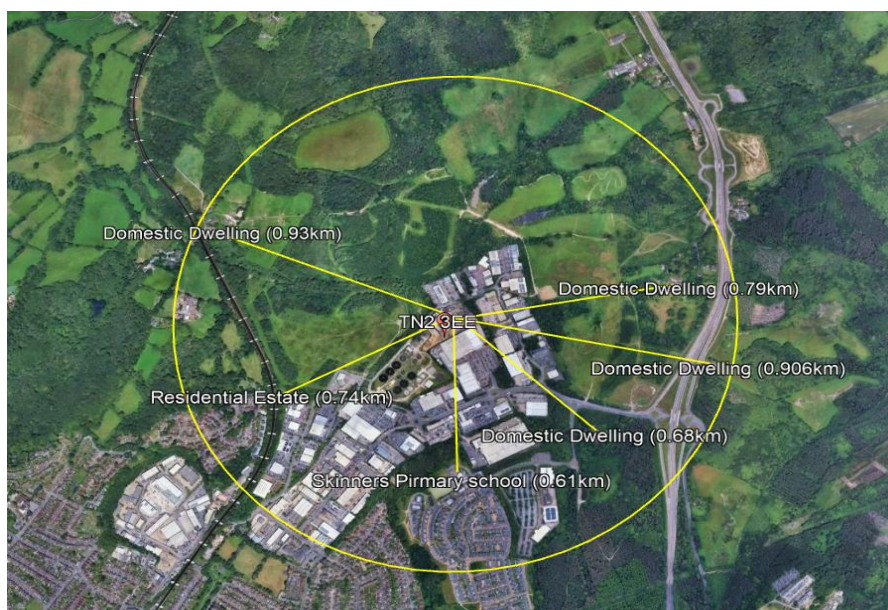 Domestic Dwelling (0.93km)
Domestic Dwelling (0.79km)
TN2 3EE
Domestic Dwelling (0.906km)
Residential Estate (0.74km)
Domestic Dwelling (0.68km)
Skinners Pirmary school (0.61km)